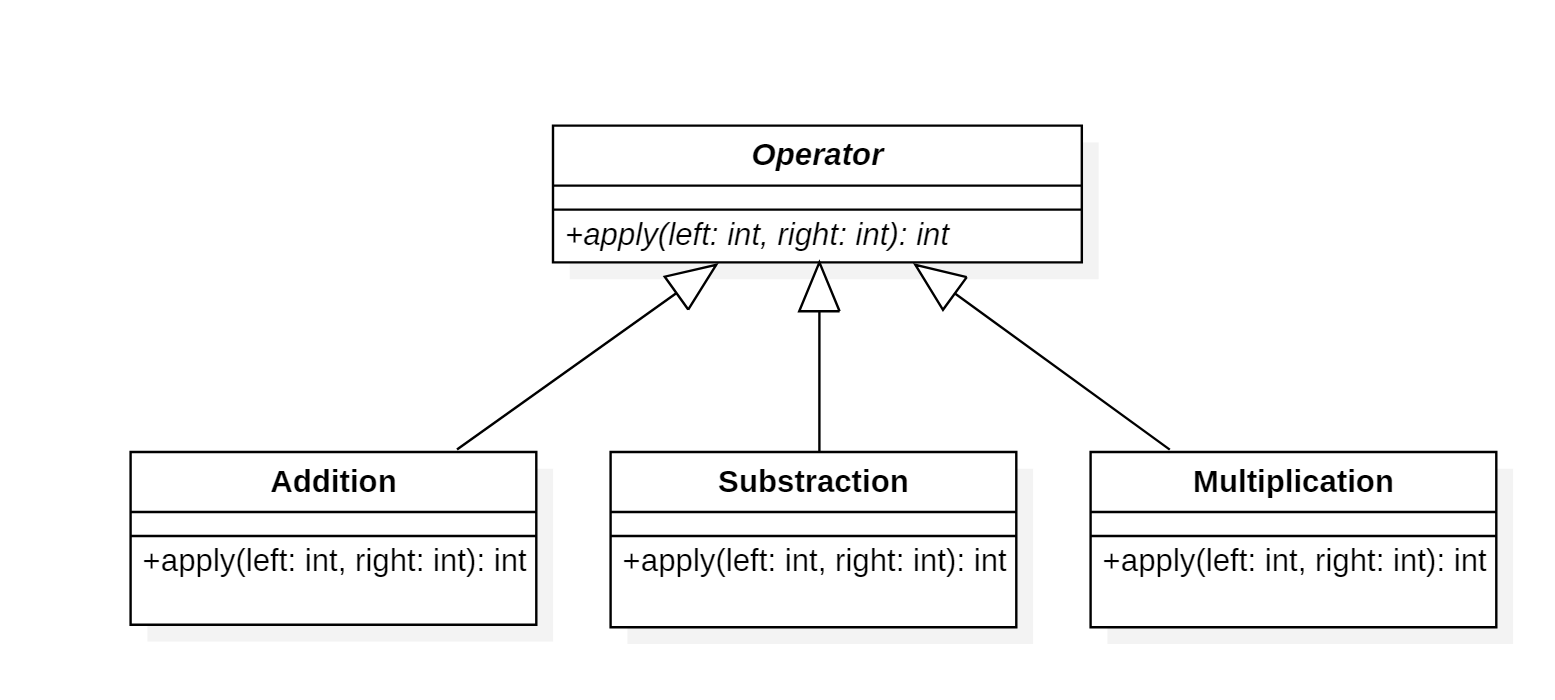 Operator
+apply(left: int, right: int): int
Addition
+apply(left: int, right: int): int
Substraction
+apply(left: int, right: int): int
Multiplication
+apply(left: int, right: int): int